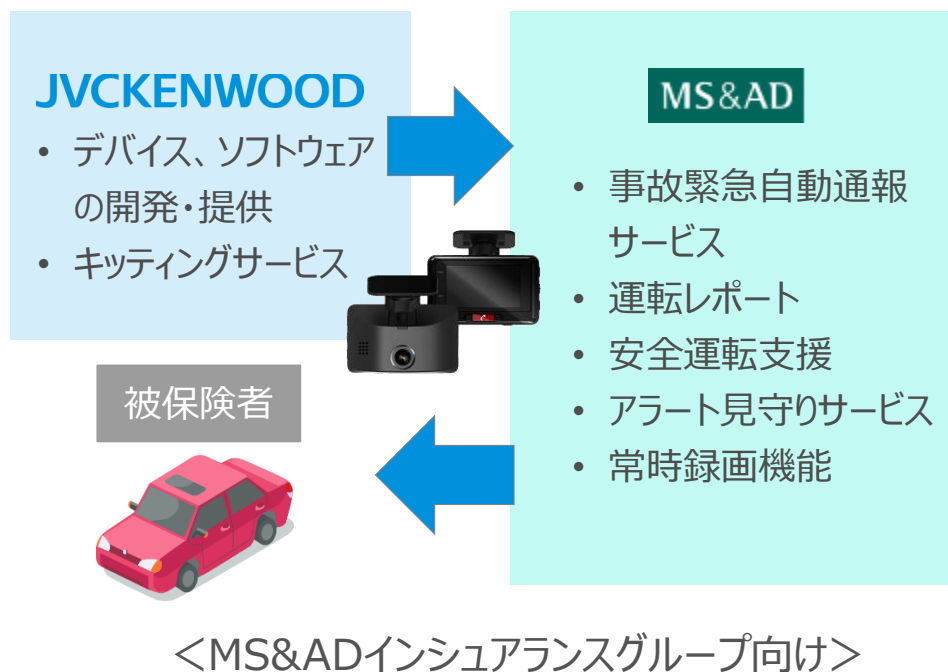 JVCKENWOOD
• デバイス、ソフトウェア
の開発・提供
• キッティングサービス
MS&AD
• 事故緊急自動通報
サービス
• 運転レポート
• 安全運転支援
• アラート見守りサービス
• 常時録画機能
被保険者
＜MS&ADインシュアランスグループ向け＞